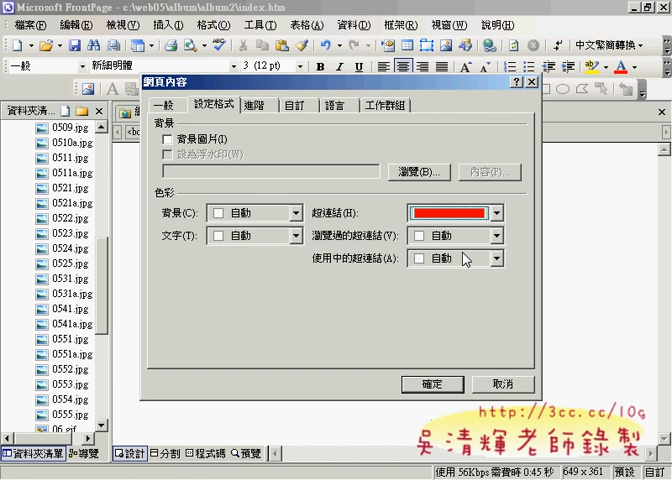 Microsoft FrontPage - c:\web05\album\album2\index.htm
檔案(F) 編輯(E) 檢視(V) 插入(I) 格式(O) 工具(T) 表格(A) 資料(D) 框架(R) 視窗(W) 說明(H)
中文繁簡轉換
一般 新細明體 3 (12 pt) B I U A
資料夾清單
網頁內容
一般 設定格式 進階 自訂 語言 工作群組
背景
背景圖片(I)
設為浮水印(W)
瀏覽(B)... 內容(P)...
色彩
背景(C): 自動 超連結(H):
文字(T): 自動 瀏覽過的超連結(V): 自動
使用中的超連結(A): 自動
確定 取消
0509.jpg
0510a.jpg
0511.jpg
0511a.jpg
0521.jpg
0521a.jpg
0522.jpg
0523.jpg
0524.jpg
0525.jpg
0531.jpg
0531a.jpg
0541.jpg
0541a.jpg
0551.jpg
0551a.jpg
0552.jpg
0553.jpg
0554.jpg
0555.jpg
06.gif
http://3cc.cc/10g
吳清輝老師錄製
資料夾清單 導覽 設計 分割 程式碼 預覽
使用 56Kbps 需費時 0:45 秒 649 x 361 預設 自訂